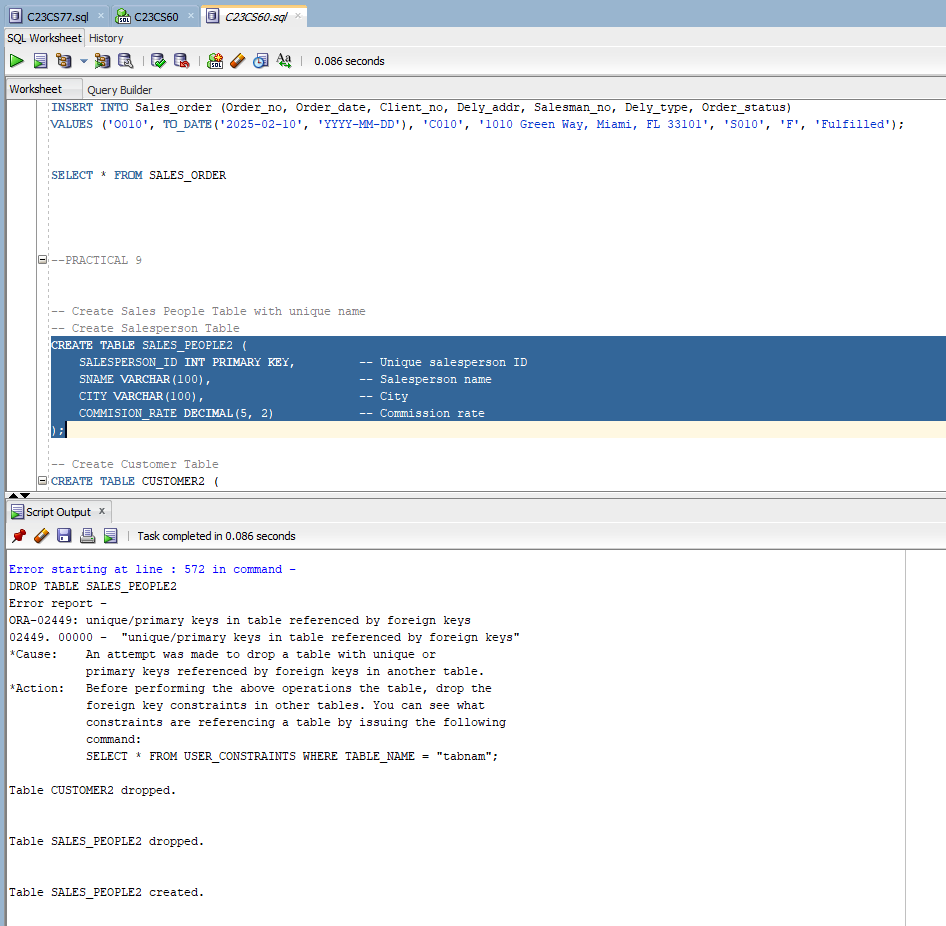 C23CS77.sql
C23CS60
C23CS60.sql
SQL Worksheet History
0.086 seconds
Worksheet Query Builder
INSERT INTO Sales_order (Order_no, Order_date, Client_no, Dely_addr, Salesman_no, Dely_type, Order_status)
VALUES ('O010', TO_DATE('2025-02-10', 'YYYY-MM-DD'), 'C010', '1010 Green Way, Miami, FL 33101', 'S010', 'F', 'Fulfilled');
SELECT * FROM SALES_ORDER
--PRACTICAL 9
-- Create Sales People Table with unique name
-- Create Salesperson Table
CREATE TABLE SALES_PEOPLE2 (
SALESPERSON_ID INT PRIMARY KEY, -- Unique salesperson ID
SNAME VARCHAR(100), -- Salesperson name
CITY VARCHAR(100), -- City
COMMISION_RATE DECIMAL(5, 2) -- Commission rate
);
-- Create Customer Table
CREATE TABLE CUSTOMER2 (
Script Output
Task completed in 0.086 seconds
Error starting at line : 572 in command -
DROP TABLE SALES_PEOPLE2
Error report -
ORA-02449: unique/primary keys in table referenced by foreign keys
02449. 00000 - "unique/primary keys in table referenced by foreign keys"
*Cause: An attempt was made to drop a table with unique or
primary keys referenced by foreign keys in another table.
*Action: Before performing the above operations the table, drop the
foreign key constraints in other tables. You can see what
constraints are referencing a table by issuing the following
command:
SELECT * FROM USER_CONSTRAINTS WHERE TABLE_NAME = "tabnam";
Table CUSTOMER2 dropped.
Table SALES_PEOPLE2 dropped.
Table SALES_PEOPLE2 created.